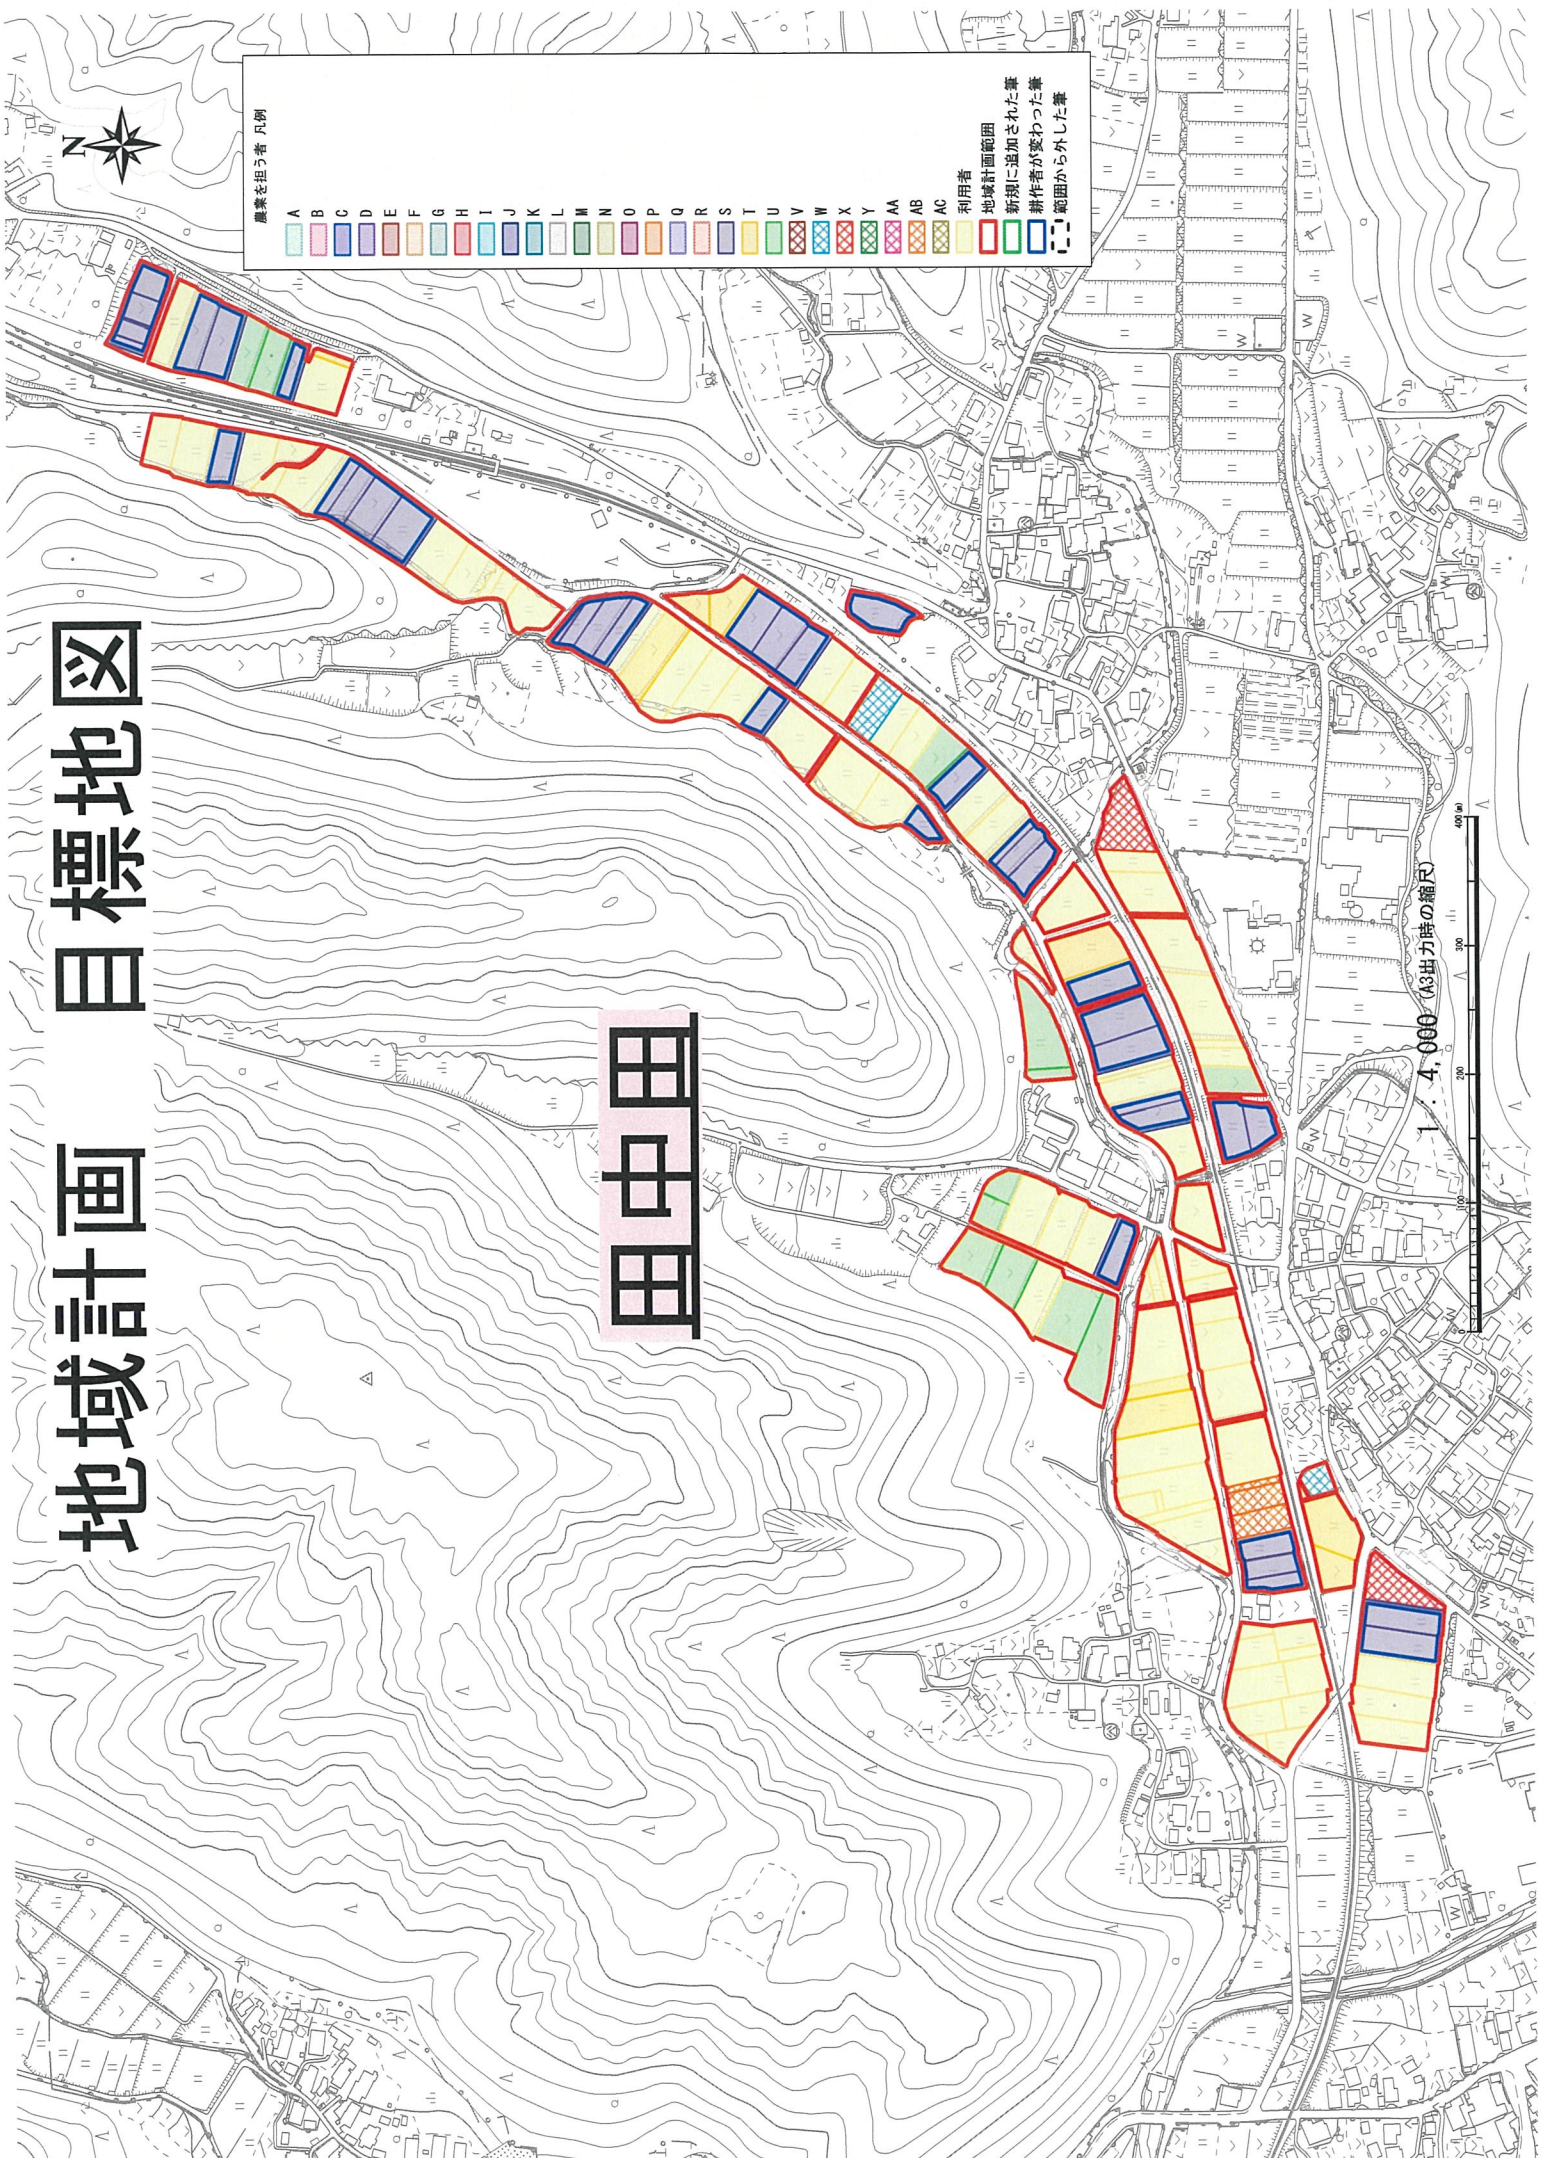 地域計画 目標地図
田中田
N
農業を担う者 凡例
A
B
C
D
E
F
G
H
I
J
K
L
M
N
O
P
Q
R
S
T
U
V
W
X
Y
AA
AB
AC
利用者
地域計画範囲
新規に追加された筆
耕作者が変わった筆
範囲から外した筆
1 : 4,000 (A3出力時の縮尺)
0 100 200 300 400(m)